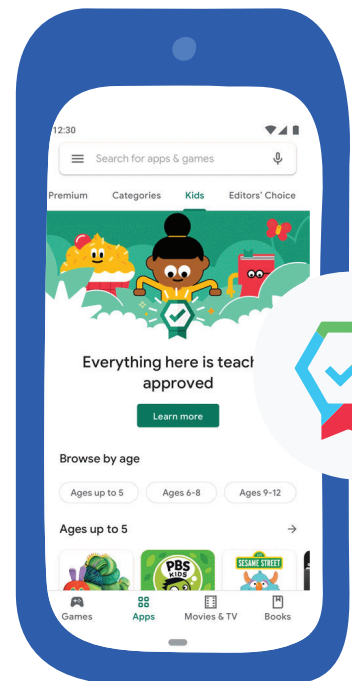 12:30
Search for apps & games
Premium Categories Kids Editors' Choice
Everything here is teach
approved
Learn more
Browse by age
Ages up to 5 Ages 6-8 Ages 9-12
Ages up to 5
PBS
KIDS
SESAME STREET
Games Apps Movies & TV Books